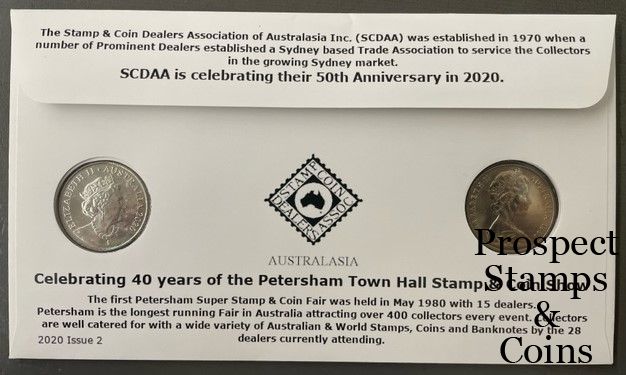 The Stamp & Coin Dealers Association of Australasia Inc. (SCDAA) was established in 1970 when a
number of Prominent Dealers established a Sydney based Trade Association to service the Collectors
in the growing Sydney market.
SCDAA is celebrating their 50th Anniversary in 2020.
ELIZABETH II AUSTRALIA 2020
STAMP COIN
DEALERS ASSOC
AUSTRALASIA
Celebrating 40 years of the Petersham Town Hall Stamp & Coin Show
The first Petersham Super Stamp & Coin Fair was held in May 1980 with 15 dealers.
Petersham is the longest running Fair in Australia attracting over 400 collectors every event. Collectors
are well catered for with a wide variety of Australian & World Stamps, Coins and Banknotes by the 28
dealers currently attending.
2020 Issue 2
Prospect
Stamps
&
Coins